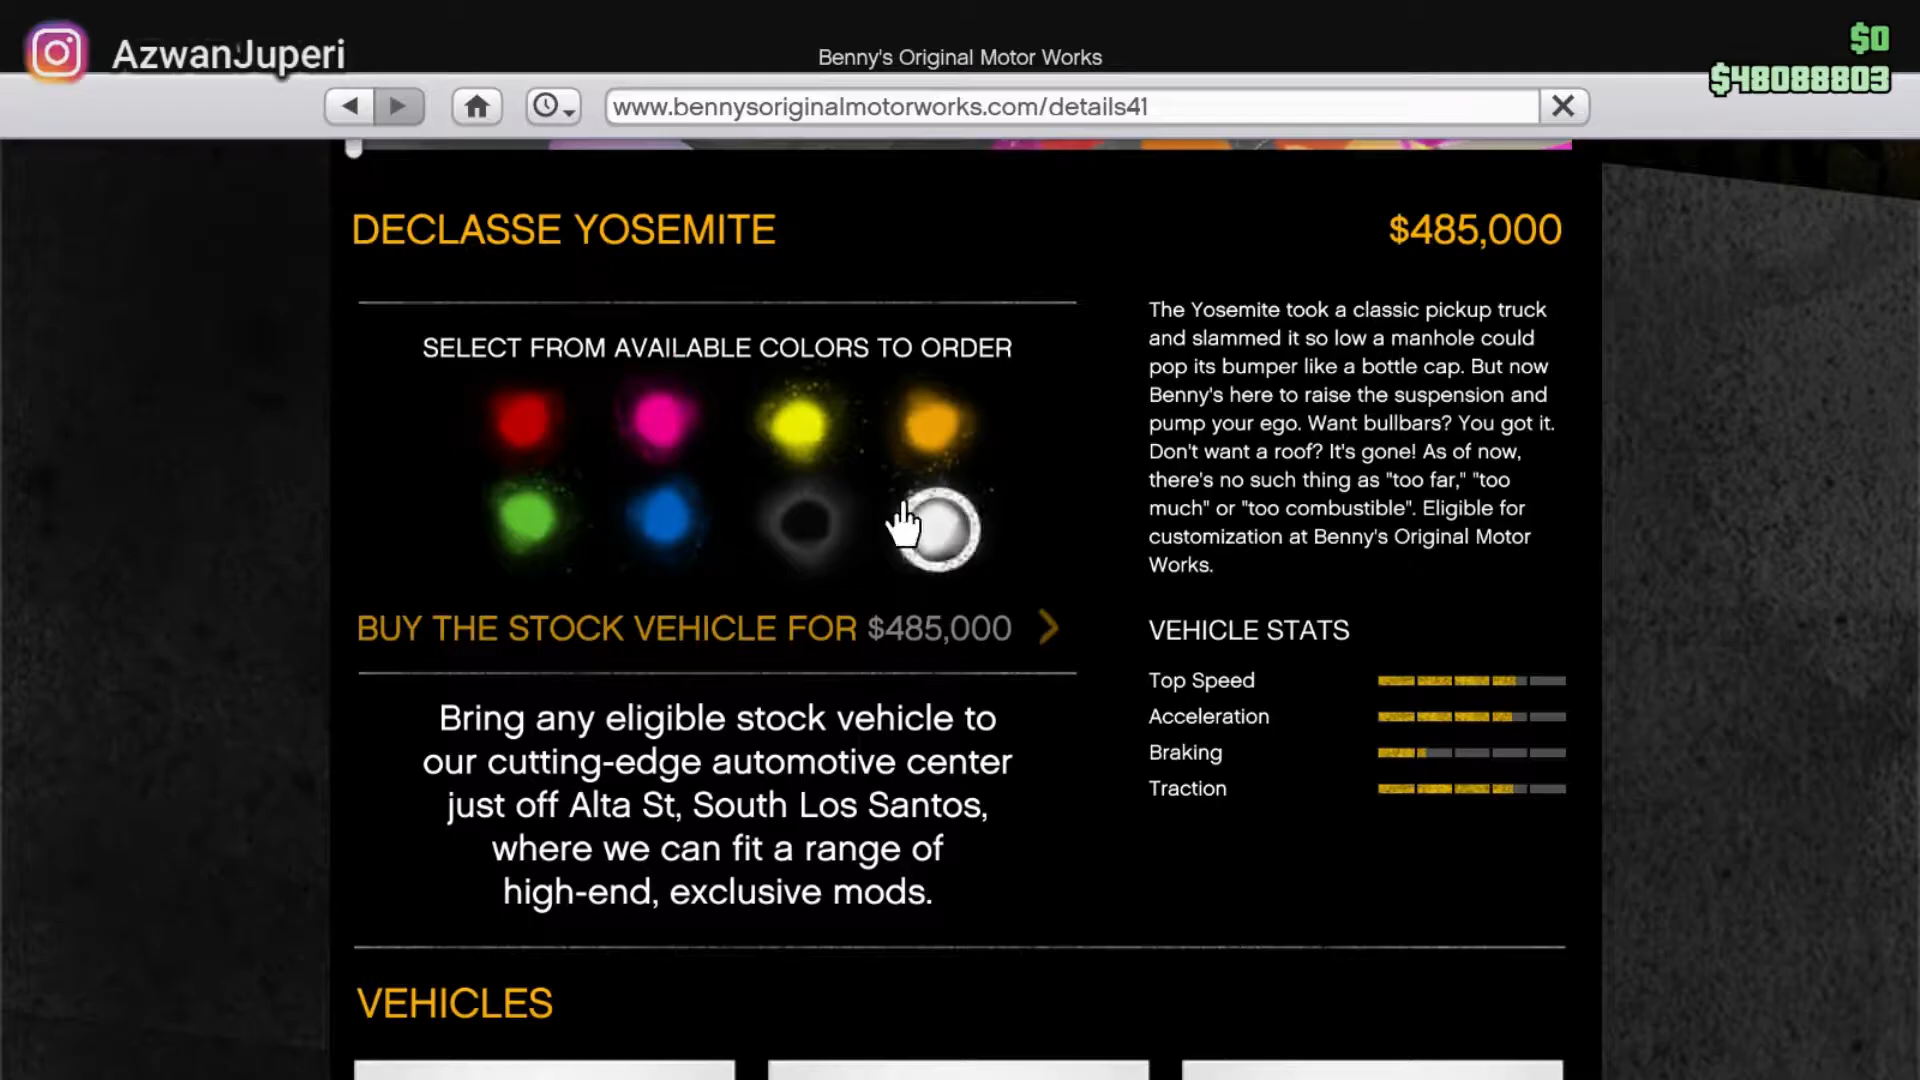 AzwanJuperi
Benny's Original Motor Works
$0
$48088803
www.bennysoriginalmotorworks.com/details41
DECLASSE YOSEMITE
$485,000
SELECT FROM AVAILABLE COLORS TO ORDER
BUY THE STOCK VEHICLE FOR $485,000
Bring any eligible stock vehicle to
our cutting-edge automotive center
just off Alta St, South Los Santos,
where we can fit a range of
high-end, exclusive mods.
The Yosemite took a classic pickup truck
and slammed it so low a manhole could
pop its bumper like a bottle cap. But now
Benny's here to raise the suspension and
pump your ego. Want bullbars? You got it.
Don't want a roof? It's gone! As of now,
there's no such thing as "too far," "too
much" or "too combustible". Eligible for
customization at Benny's Original Motor
Works.
VEHICLE STATS
Top Speed
Acceleration
Braking
Traction
VEHICLES